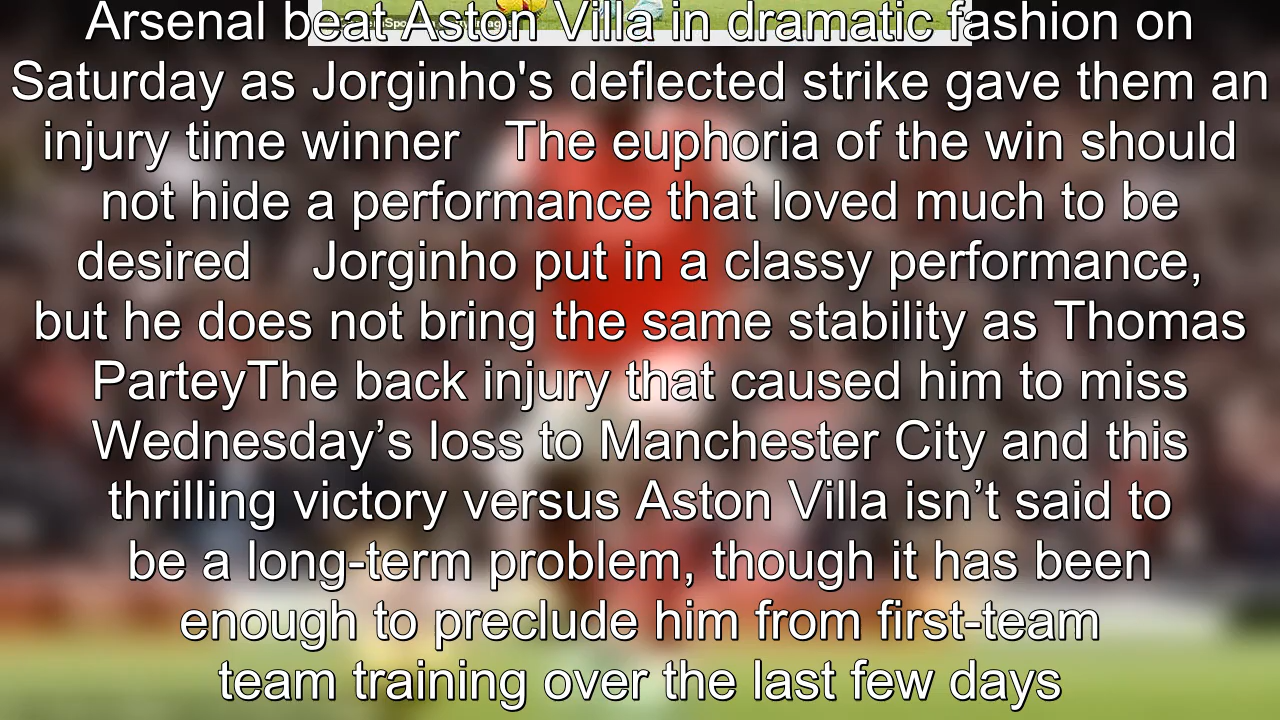 Arsenal beat Aston Villa in dramatic fashion on
Saturday as Jorginho's deflected strike gave them an
injury time winner The euphoria of the win should
not hide a performance that loved much to be
desired Jorginho put in a classy performance,
but he does not bring the same stability as Thomas
ParteyThe back injury that caused him to miss
Wednesday’s loss to Manchester City and this
thrilling victory versus Aston Villa isn’t said to
be a long-term problem, though it has been
enough to preclude him from first-team
team training over the last few days